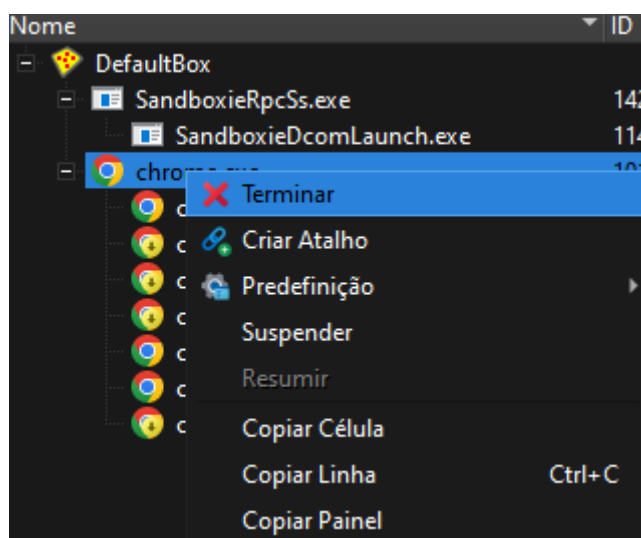 Nome ID
DefaultBox
SandboxieRpcSs.exe 142
SandboxieDcomLaunch.exe 114
Terminar
c
Criar Atalho
c
Predefinição
c
Suspender
c
Resumir
c
c
Copiar Célula
c
Copiar Linha Ctrl+C
Copiar Painel